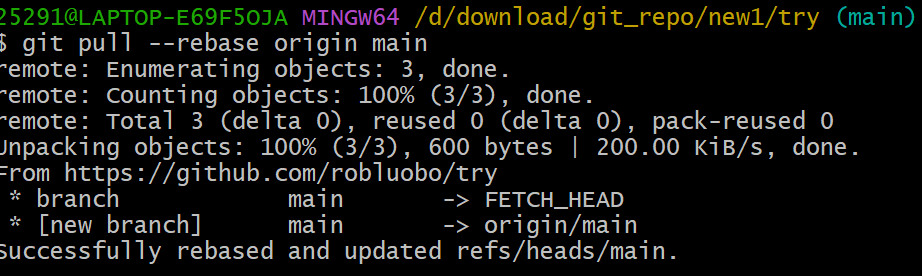 25291@LAPTOP-E69F5OJA MINGW64 /d/download/git_repo/new1/try (main)
$ git pull --rebase origin main
remote: Enumerating objects: 3, done.
remote: Counting objects: 100% (3/3), done.
remote: Total 3 (delta 0), reused 0 (delta 0), pack-reused 0
Unpacking objects: 100% (3/3), 600 bytes | 200.00 KiB/s, done.
From https://github.com/robluobo/try
 * branch            main       -> FETCH_HEAD
 * [new branch]      main       -> origin/main
Successfully rebased and updated refs/heads/main.